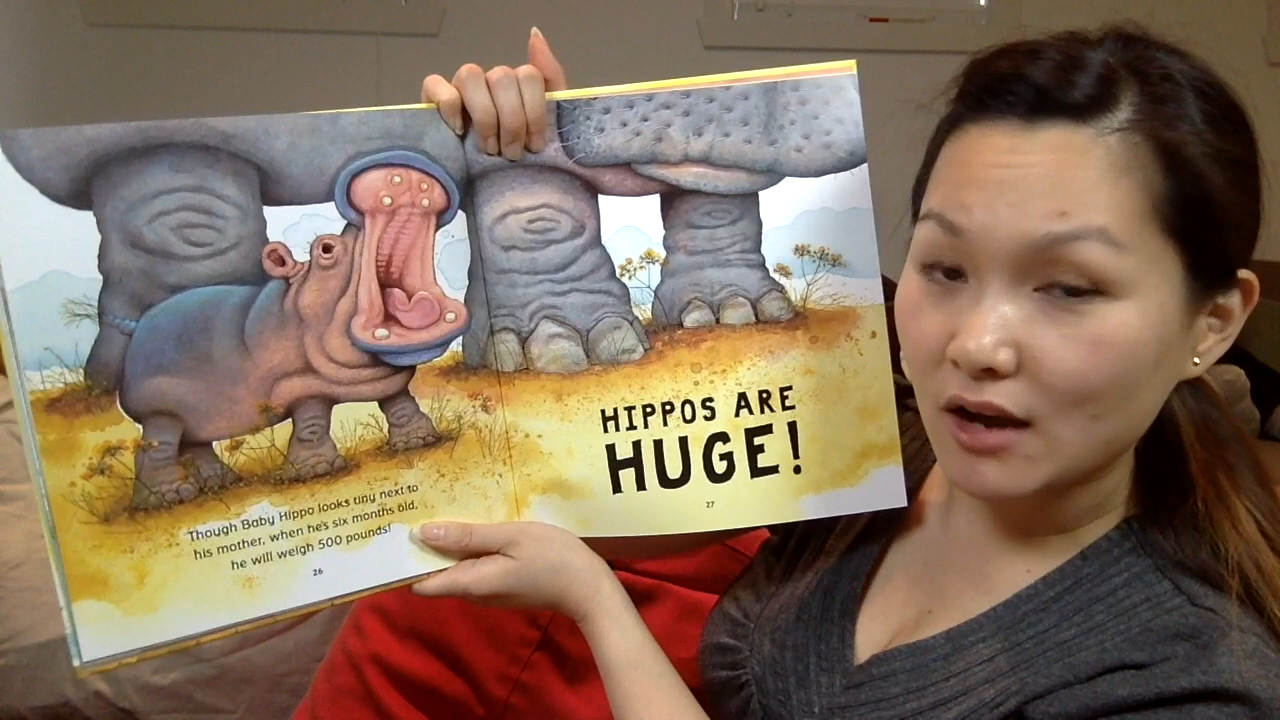 Though Baby Hippo looks tiny next to
his mother, when he's six months old,
he will weigh 500 pounds!
26
HIPPOS ARE
HUGE!
27